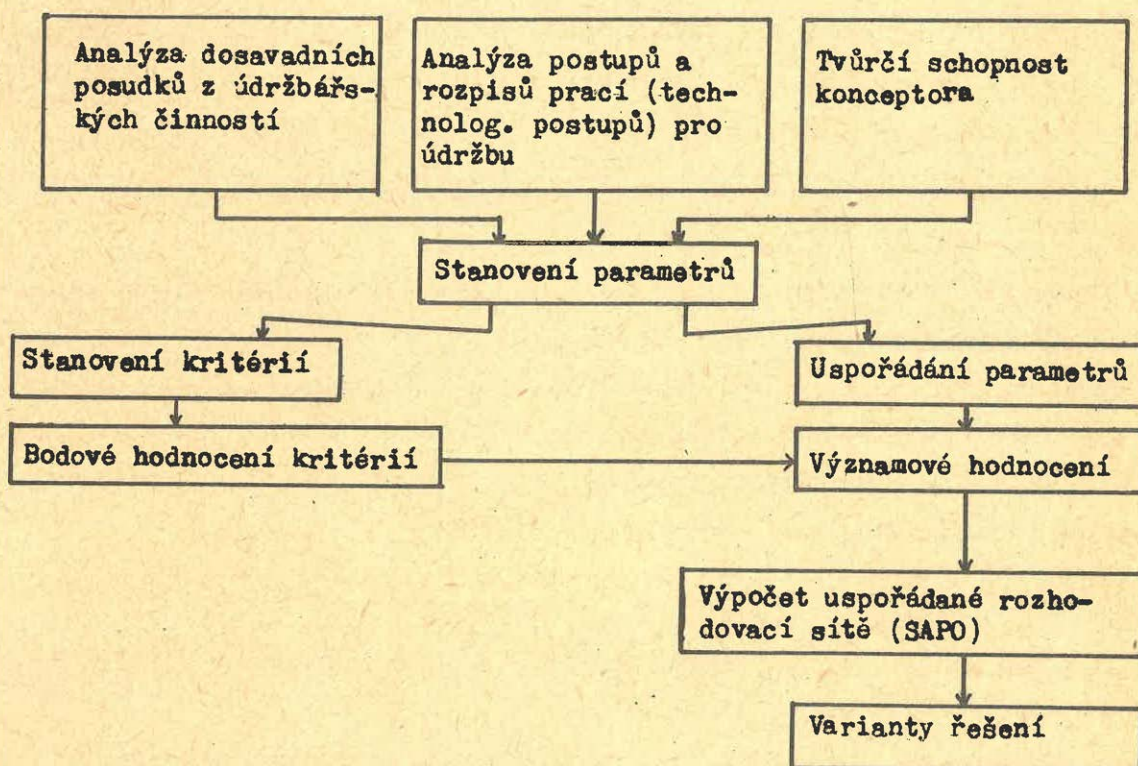 Analýza dosavadních
posudků z údržbářs-
kých činností
Analýza postupů a
rozpisů prací (tech-
nolog. postupů) pro
údržbu
Tvůrčí schopnost
konceptora
Stanovení parametrů
Stanovení kritérií
Uspořádání parametrů
Bodové hodnocení kritérií
Významové hodnocení
Výpočet uspořádané rozho-
dovací sítě (SAPO)
Varianty řešení